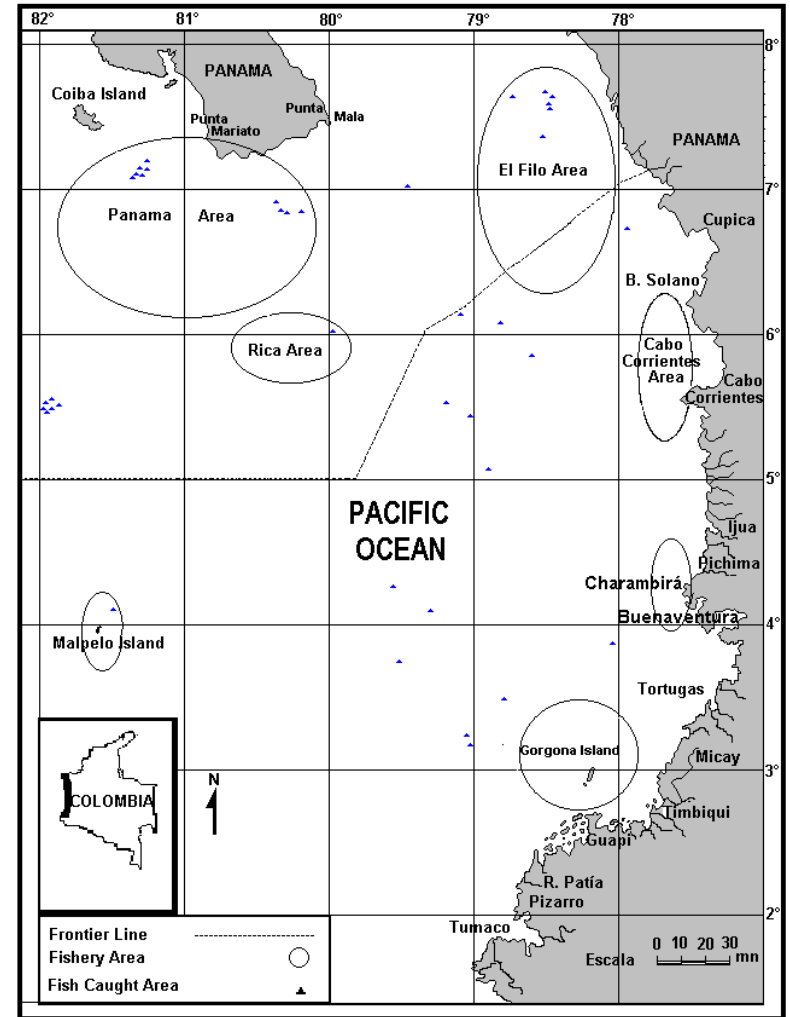 82°
81°
80°
79°
78°
8°
PANAMA
Coiba Island
Punta
Mariato
Punta
Mala
PANAMA
El Filo Area
7°
Panama Area
Cupica
B. Solano
6°
Rica Area
Cabo
Corrientes
Area
Cabo
Corrientes
5°
PACIFIC
OCEAN
Ijua
Pichima
Charambirá
Buenaventura
4°
Malpelo Island
Tortugas
Gorgona Island
Micay
3°
N
COLOMBIA
Timbiqui
Guapi
R. Patía
Pizarro
2°
Tumaco
Frontier Line
Fishery Area
Fish Caught Area
Escala
0 10 20 30
mn